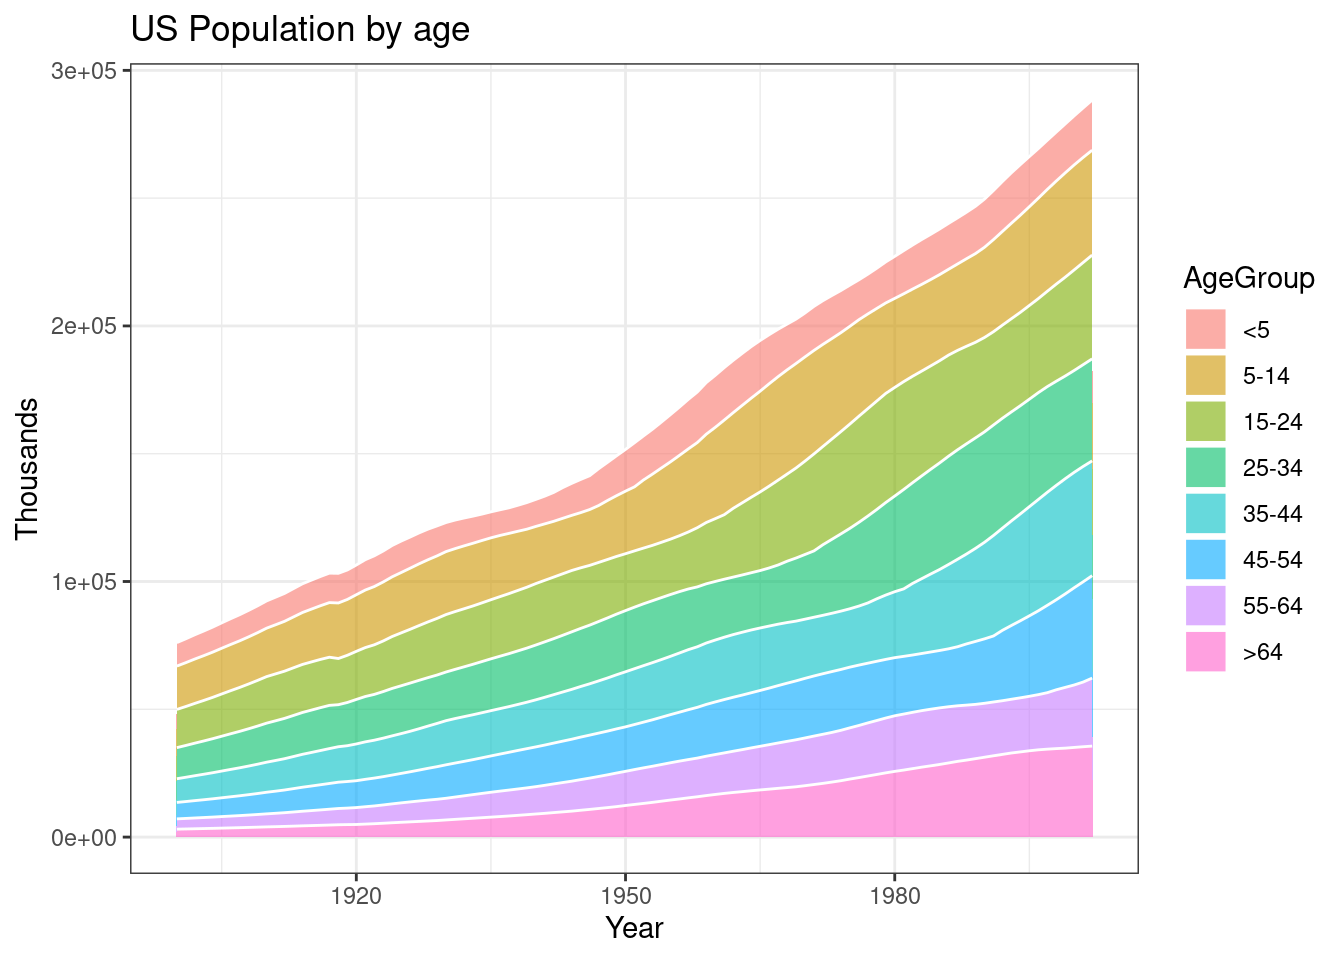 US Population by age
3e+05
2e+05
1e+05
0e+00
Thousands
1920
1950
1980
Year
AgeGroup
<5
5-14
15-24
25-34
35-44
45-54
55-64
>64